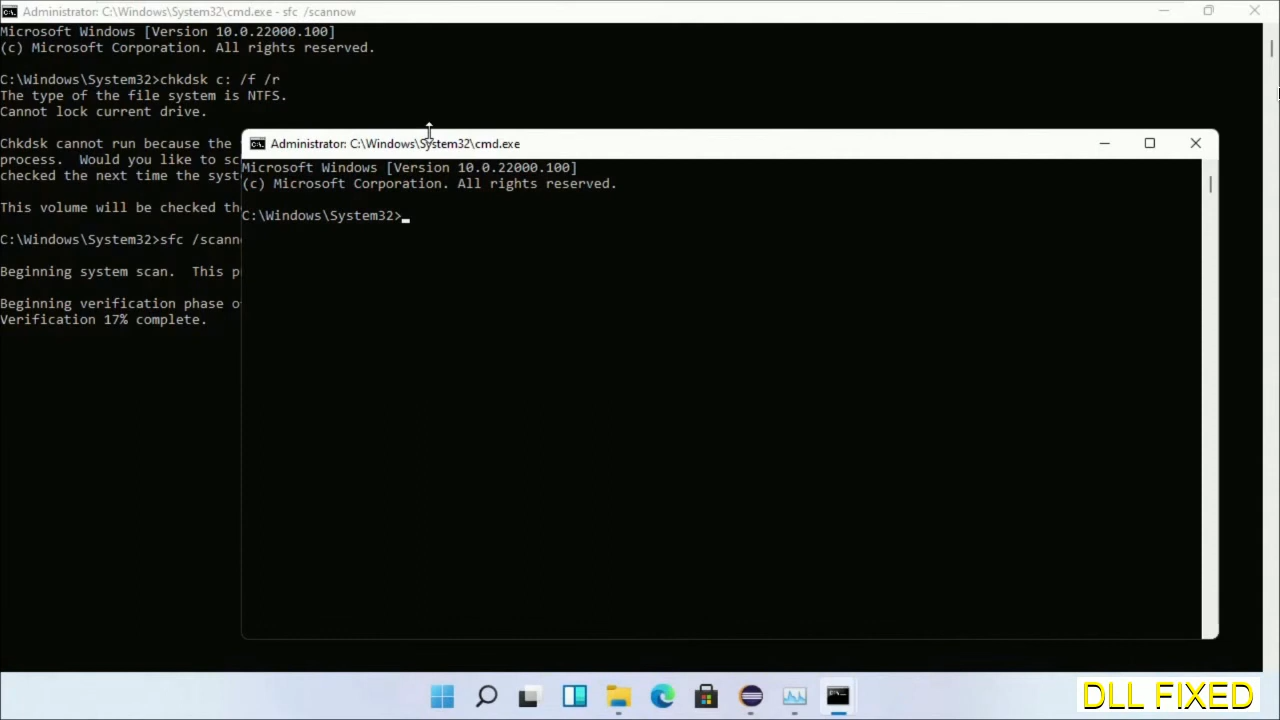 Administrator: C:\Windows\System32\cmd.exe - sfc /scannow
Microsoft Windows [Version 10.0.22000.100]
(c) Microsoft Corporation. All rights reserved.
C:\Windows\System32>chkdsk c: /f /r
The type of the file system is NTFS.
Cannot lock current drive.
Chkdsk cannot run because the
process.  Would you like to sc
checked the next time the syst
This volume will be checked th
C:\Windows\System32>sfc /scann
Beginning system scan.  This p
Beginning verification phase o
Verification 17% complete.
Administrator: C:\Windows\System32\cmd.exe
Microsoft Windows [Version 10.0.22000.100]
(c) Microsoft Corporation. All rights reserved.
C:\Windows\System32>
DLL FIXED